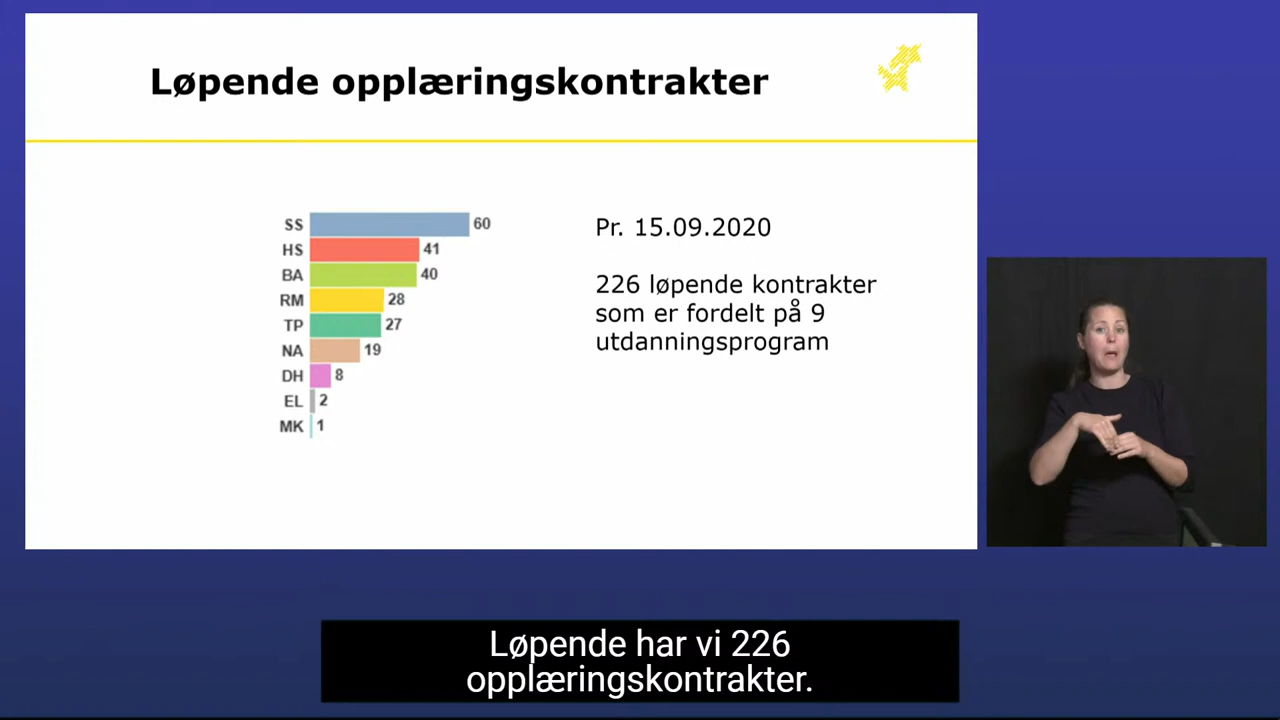 Løpende opplæringskontrakter
SS 60
HS 41
BA 40
RM 28
TP 27
NA 19
DH 8
EL 2
MK 1
Pr. 15.09.2020
226 løpende kontrakter
som er fordelt på 9
utdanningsprogram
Løpende har vi 226
opplæringskontrakter.